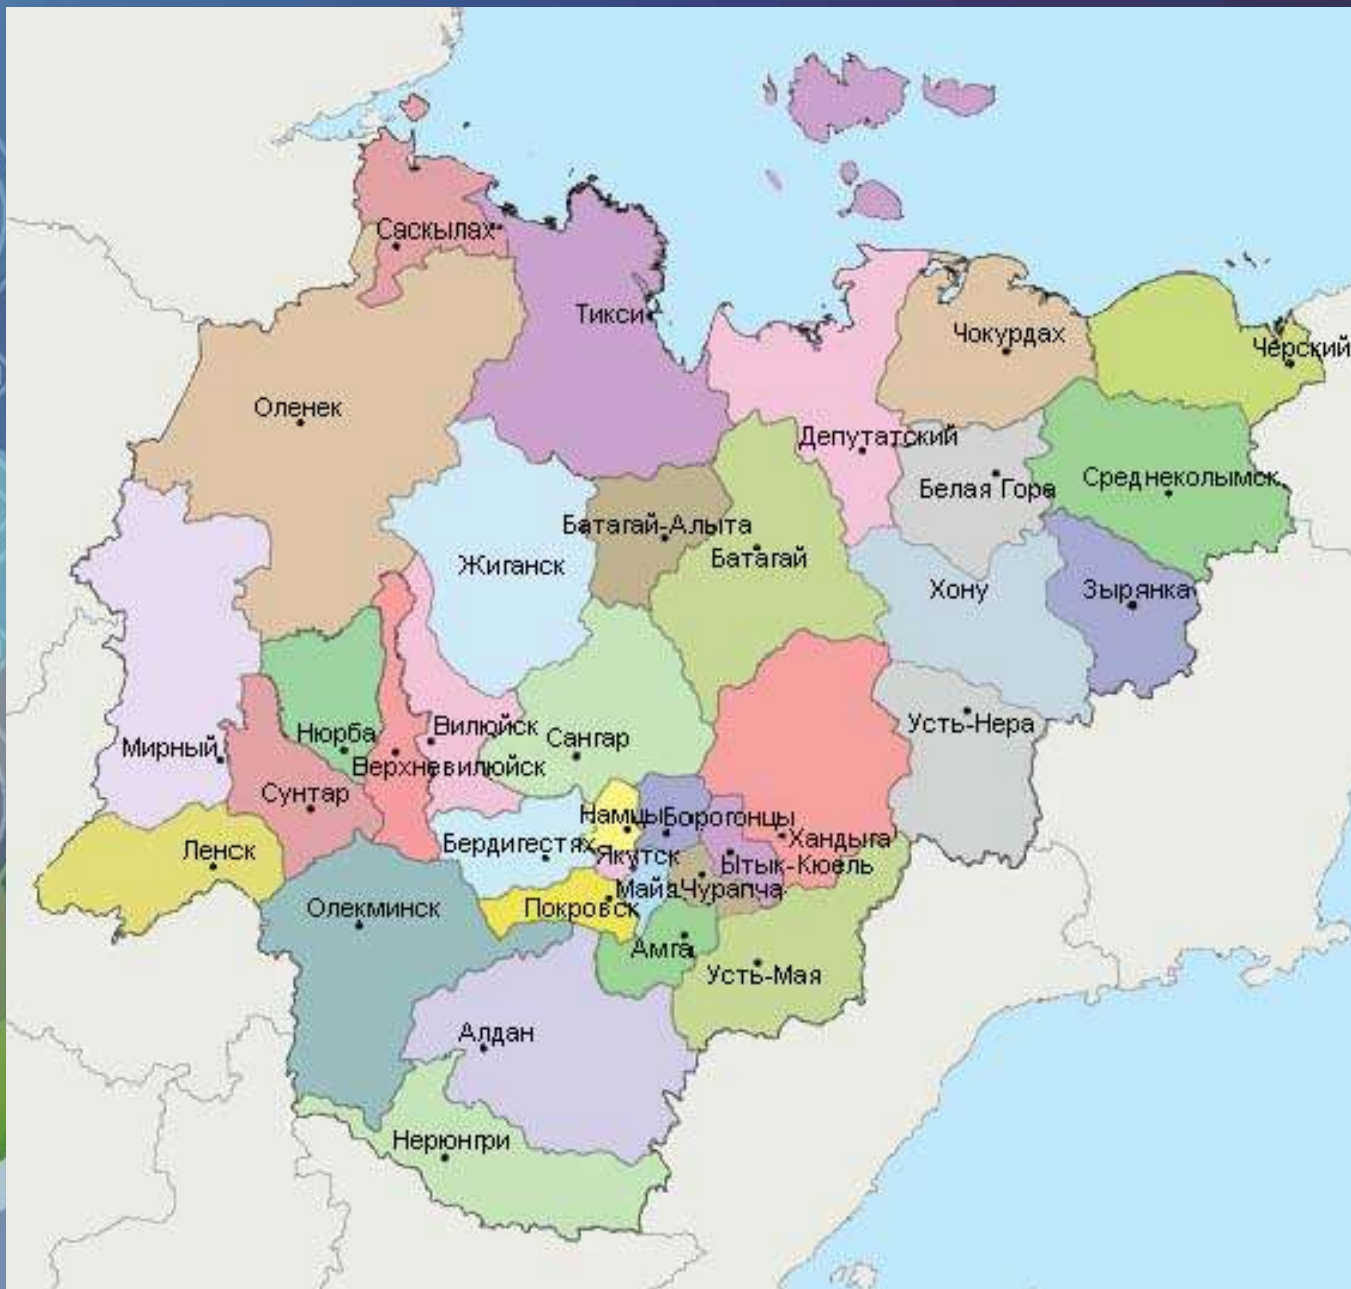 Саскылах
Тикси
Чокурдах
Черский
Оленек
Депутатский
Белая Гора
Среднеколымск
Батагай-Алыта
Батагай
Жиганск
Хону
Зырянка
Усть-Нера
Вилюйск
Нюрба
Сангар
Мирный
Верхневилюйск
Сунтар
Намцы
Борогонцы
Хандыга
Бердигестях
Ленск
Якутск
Ытык-Кюель
Майа
Чурапча
Олекминск
Покровск
Амга
Усть-Мая
Алдан
Нерюнгри